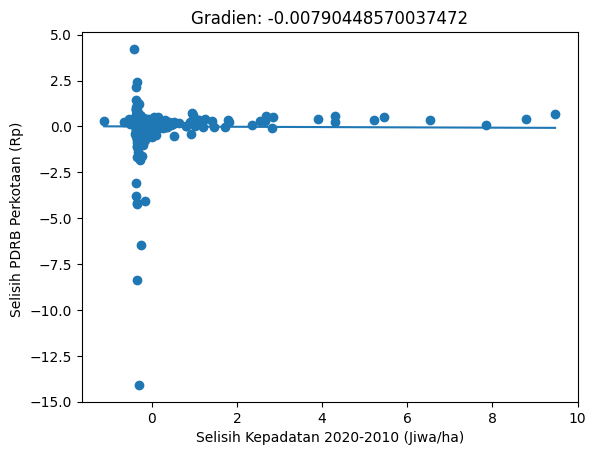 Gradien: -0.00790448570037472
Selisih PDRB Perkotaan (Rp)
5.0
2.5
0.0
−2.5
−5.0
−7.5
−10.0
−12.5
−15.0
0 2 4 6 8 10
Selisih Kepadatan 2020-2010 (Jiwa/ha)